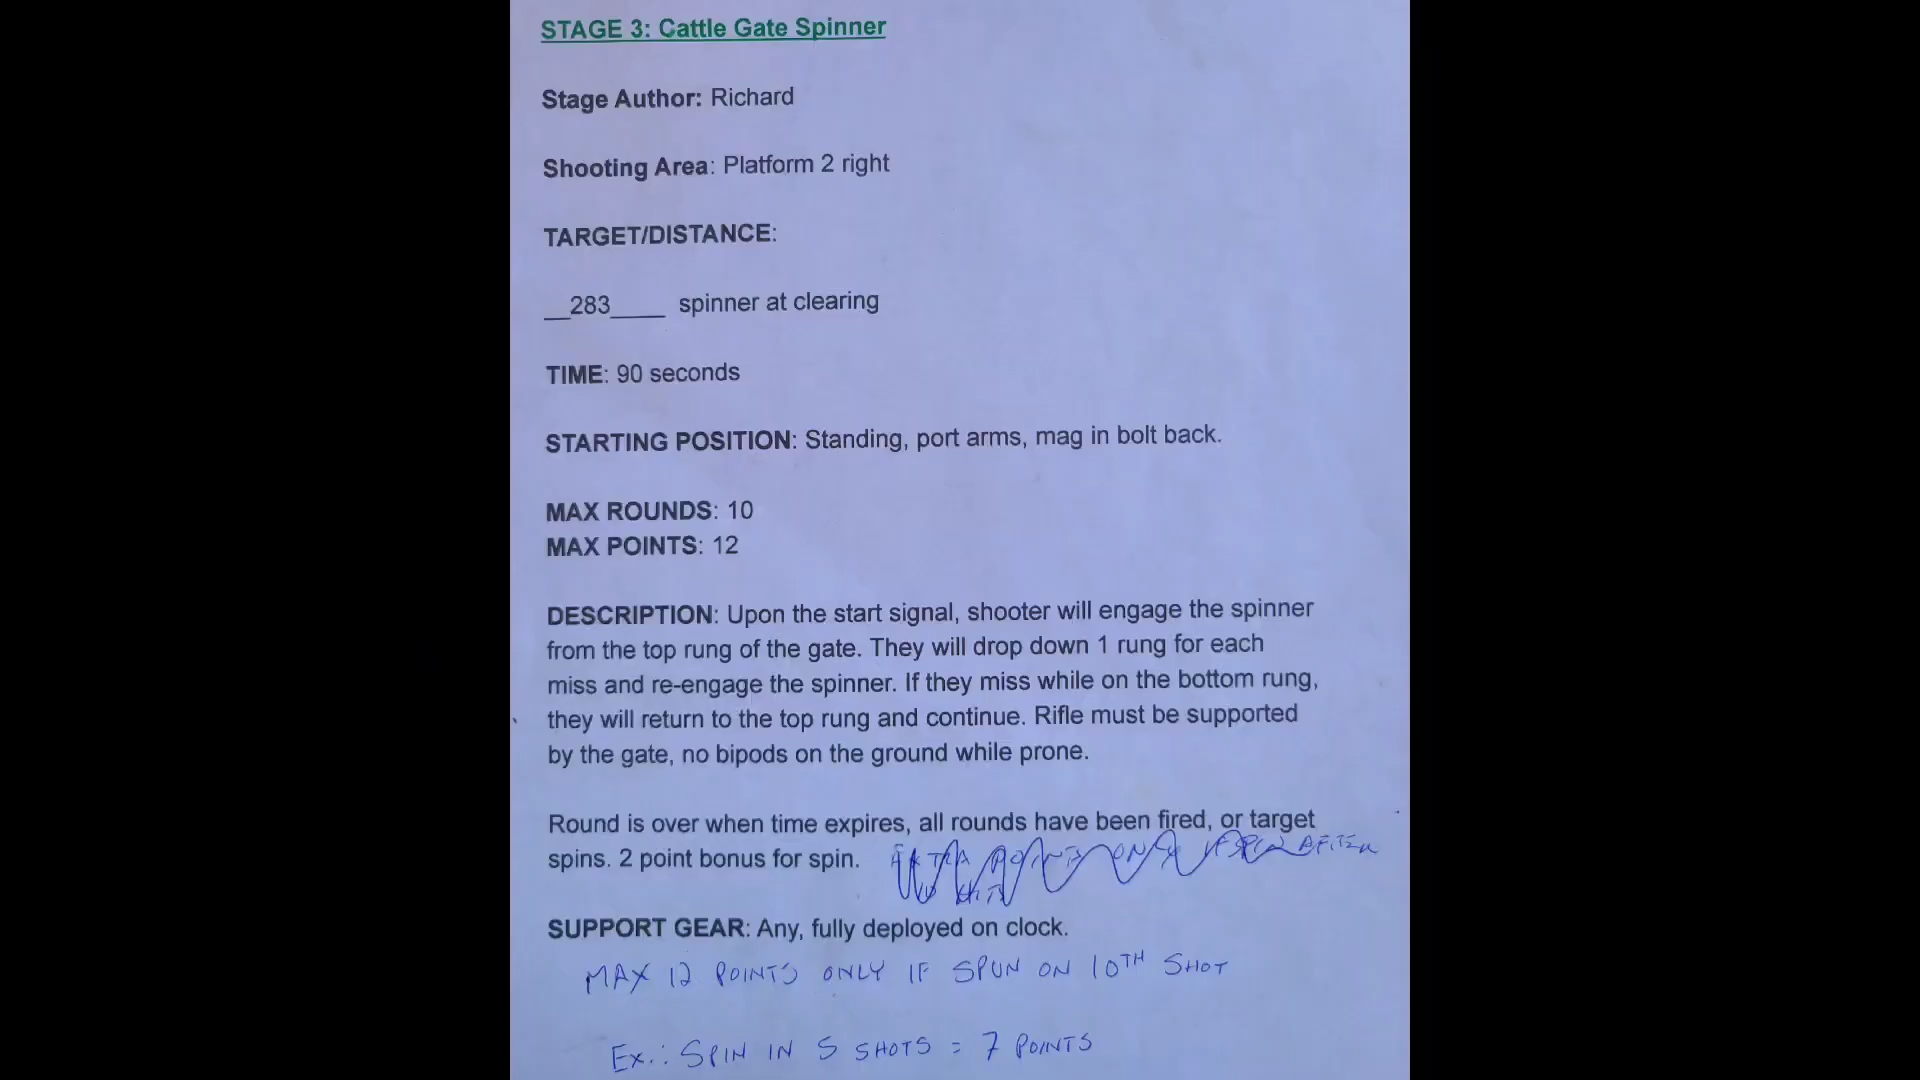 STAGE 3: Cattle Gate Spinner
Stage Author: Richard
Shooting Area: Platform 2 right
TARGET/DISTANCE:
__283____ spinner at clearing
TIME: 90 seconds
STARTING POSITION: Standing, port arms, mag in bolt back.
MAX ROUNDS: 10
MAX POINTS: 12
DESCRIPTION: Upon the start signal, shooter will engage the spinner
from the top rung of the gate. They will drop down 1 rung for each
miss and re-engage the spinner. If they miss while on the bottom rung,
they will return to the top rung and continue. Rifle must be supported
by the gate, no bipods on the ground while prone.
Round is over when time expires, all rounds have been fired, or target
spins. 2 point bonus for spin.
SUPPORT GEAR: Any, fully deployed on clock.
MAX 12 POINTS ONLY IF SPUN ON 10TH SHOT
EX.: SPIN IN 5 SHOTS = 7 POINTS